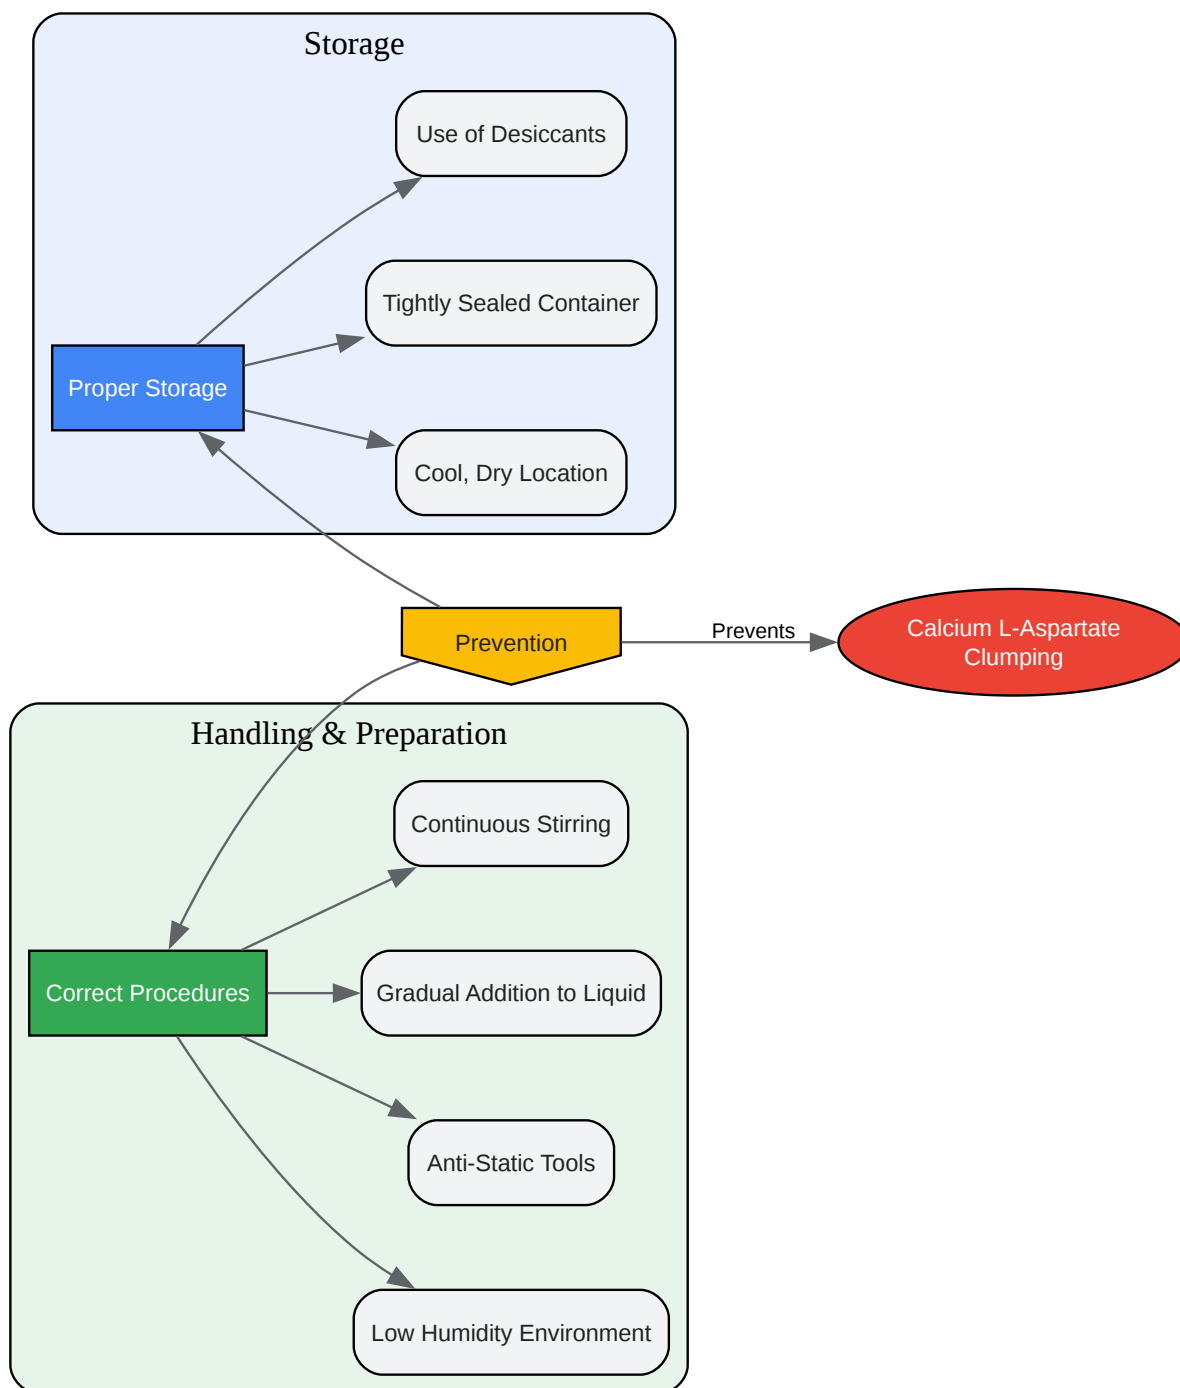 Storage
Use of Desiccants
Tightly Sealed Container
Proper Storage
Cool, Dry Location
Prevention
Prevents
Calcium L-Aspartate
Clumping
Handling & Preparation
Continuous Stirring
Correct Procedures
Gradual Addition to Liquid
Anti-Static Tools
Low Humidity Environment